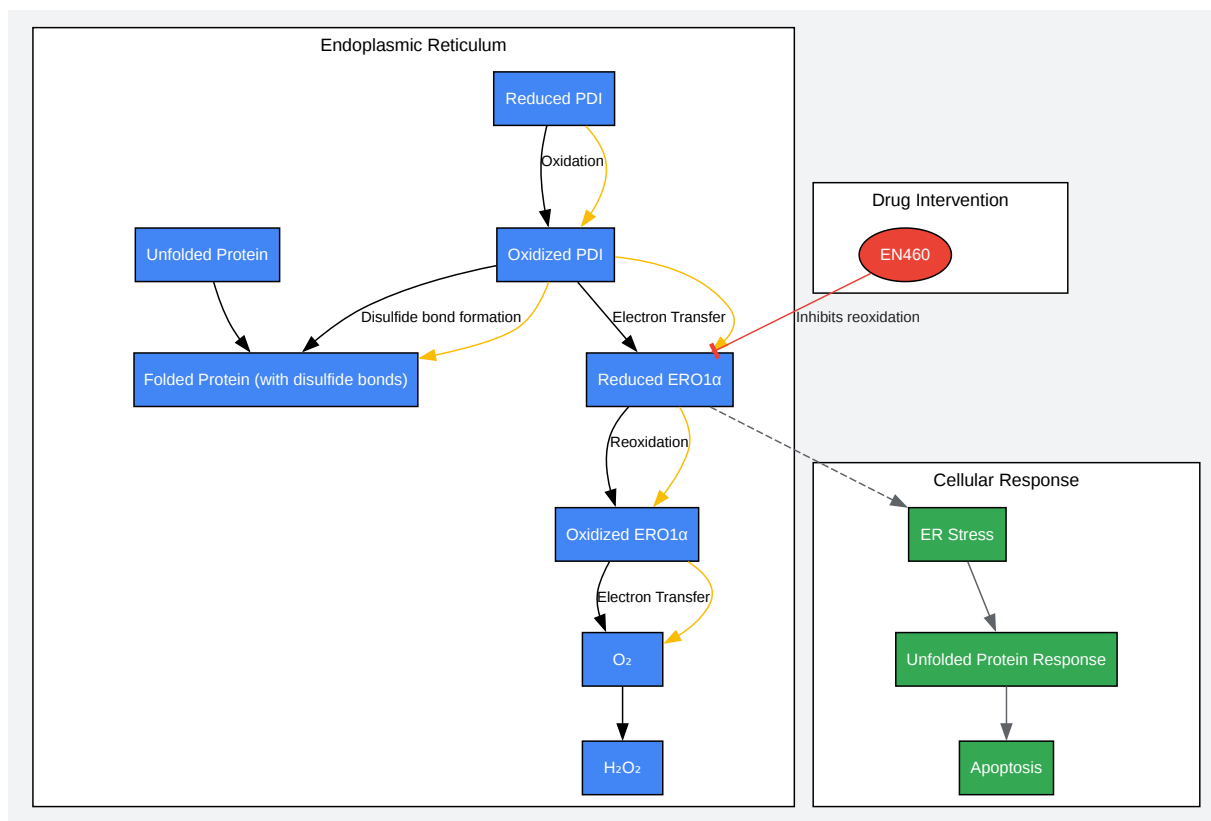 Endoplasmic Reticulum
Reduced PDI
Oxidation
Drug Intervention
Unfolded Protein
Oxidized PDI
EN460
Disulfide bond formation
Electron Transfer
Inhibits reoxidation
Folded Protein (with disulfide bonds)
Reduced ERO1α
Reoxidation
Cellular Response
Oxidized ERO1α
ER Stress
Electron Transfer
O₂
Unfolded Protein Response
H₂O₂
Apoptosis